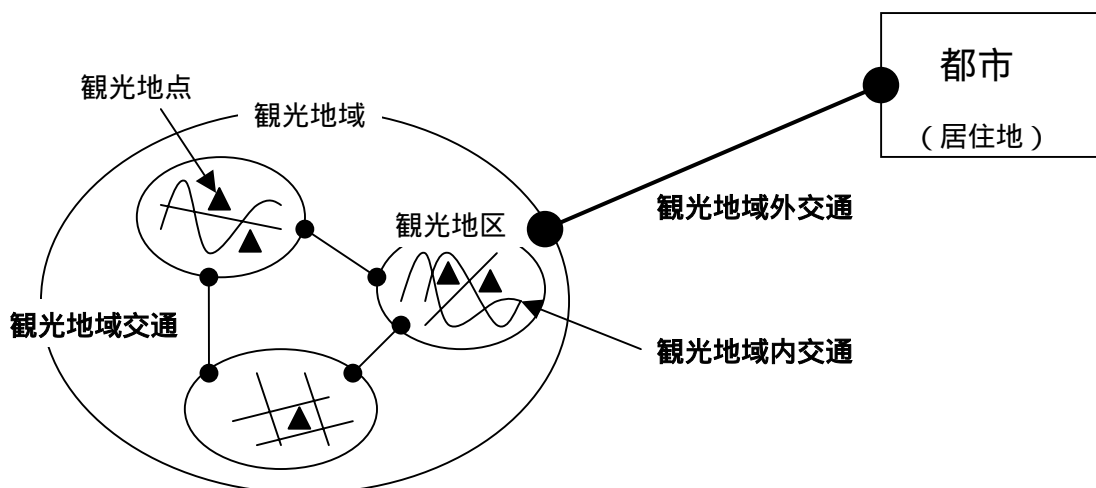 都市
(居住地)
観光地点
観光地域
観光地域外交通
観光地区
観光地域交通
観光地域内交通